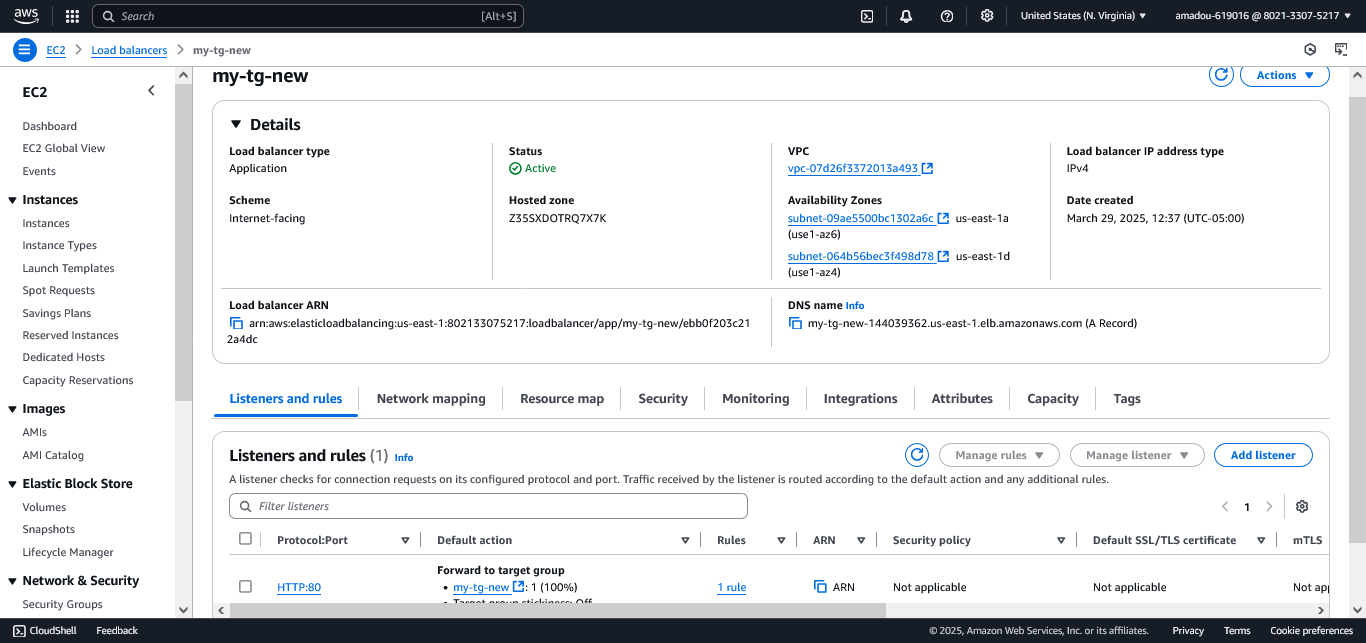 aws
Search [Alt+S]
United States (N. Virginia) amadou-619016 @ 8021-3307-5217
EC2 > Load balancers > my-tg-new
EC2
Dashboard
EC2 Global View
Events
Instances
Instances
Instance Types
Launch Templates
Spot Requests
Savings Plans
Reserved Instances
Dedicated Hosts
Capacity Reservations
Images
AMIs
AMI Catalog
Elastic Block Store
Volumes
Snapshots
Lifecycle Manager
Network & Security
Security Groups
my-tg-new
Actions
Details
Load balancer type
Application
Scheme
Internet-facing
Status
Active
Hosted zone
Z35SXDOTRQ7X7K
VPC
vpc-07d26f3372013a493
Availability Zones
subnet-09ae5500bc1302a6c us-east-1a
(use1-az6)
subnet-064b56bec3f498d78 us-east-1d
(use1-az4)
Load balancer IP address type
IPv4
Date created
March 29, 2025, 12:37 (UTC-05:00)
Load balancer ARN
arn:aws:elasticloadbalancing:us-east-1:802133075217:loadbalancer/app/my-tg-new/ebb0f203c21
2a4dc
DNS name Info
my-tg-new-144039362.us-east-1.elb.amazonaws.com (A Record)
Listeners and rules Network mapping Resource map Security Monitoring Integrations Attributes Capacity Tags
Listeners and rules (1) Info
Manage rules Manage listener Add listener
A listener checks for connection requests on its configured protocol and port. Traffic received by the listener is routed according to the default action and any additional rules.
Filter listeners 1
Protocol:Port Default action Rules ARN Security policy Default SSL/TLS certificate mTLS
Forward to target group
HTTP:80 • my-tg-new : 1 (100%) 1 rule ARN Not applicable Not applicable Not app
• Target group stickiness: Off
CloudShell Feedback © 2025, Amazon Web Services, Inc. or its affiliates. Privacy Terms Cookie preferences